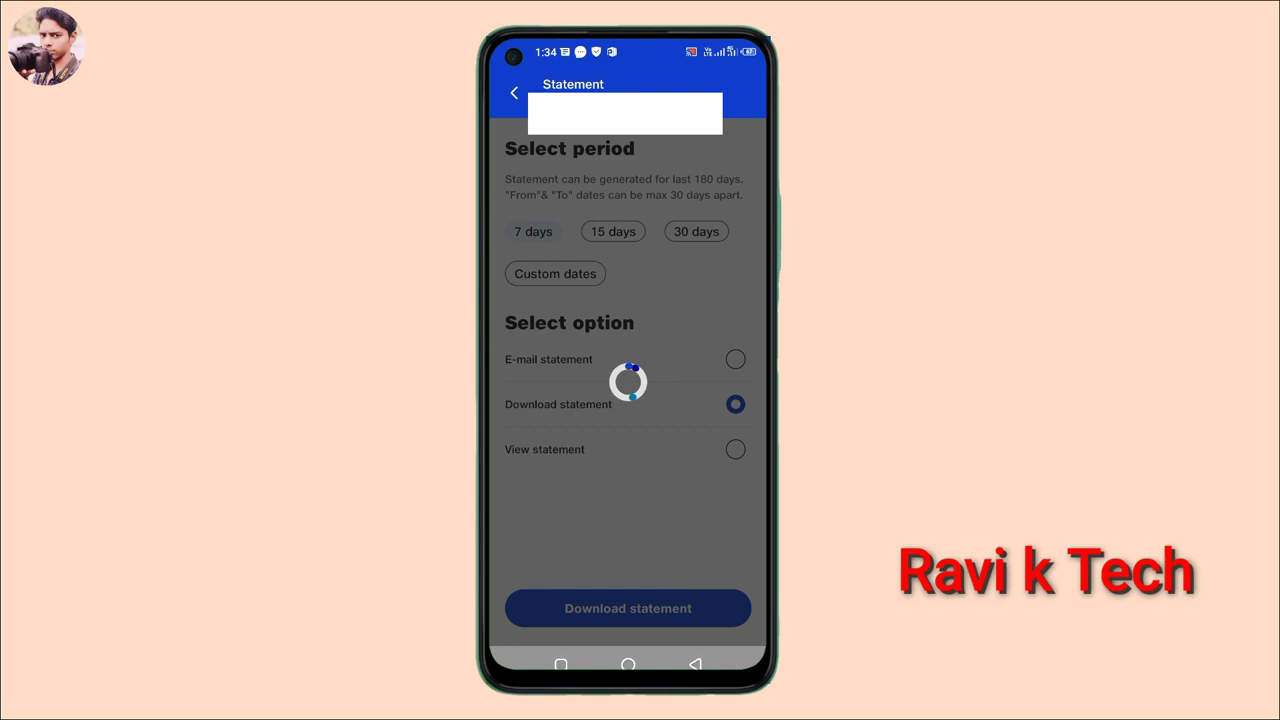 1:34
Statement
Select period
Statement can be generated for last 180 days.
"From"& "To" dates can be max 30 days apart.
7 days
15 days
30 days
Custom dates
Select option
E-mail statement
Download statement
View statement
Download statement
Ravi k Tech